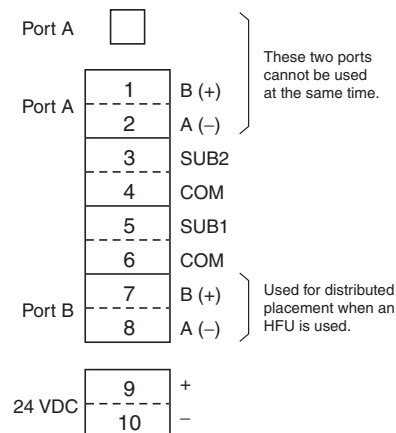 Port A
These two ports
cannot be used
at the same time.
Port A
1 B (+)
2 A (–)
3 SUB2
4 COM
5 SUB1
6 COM
Port B
7 B (+)
8 A (–)
Used for distributed
placement when an
HFU is used.
24 VDC
9 +
10 –